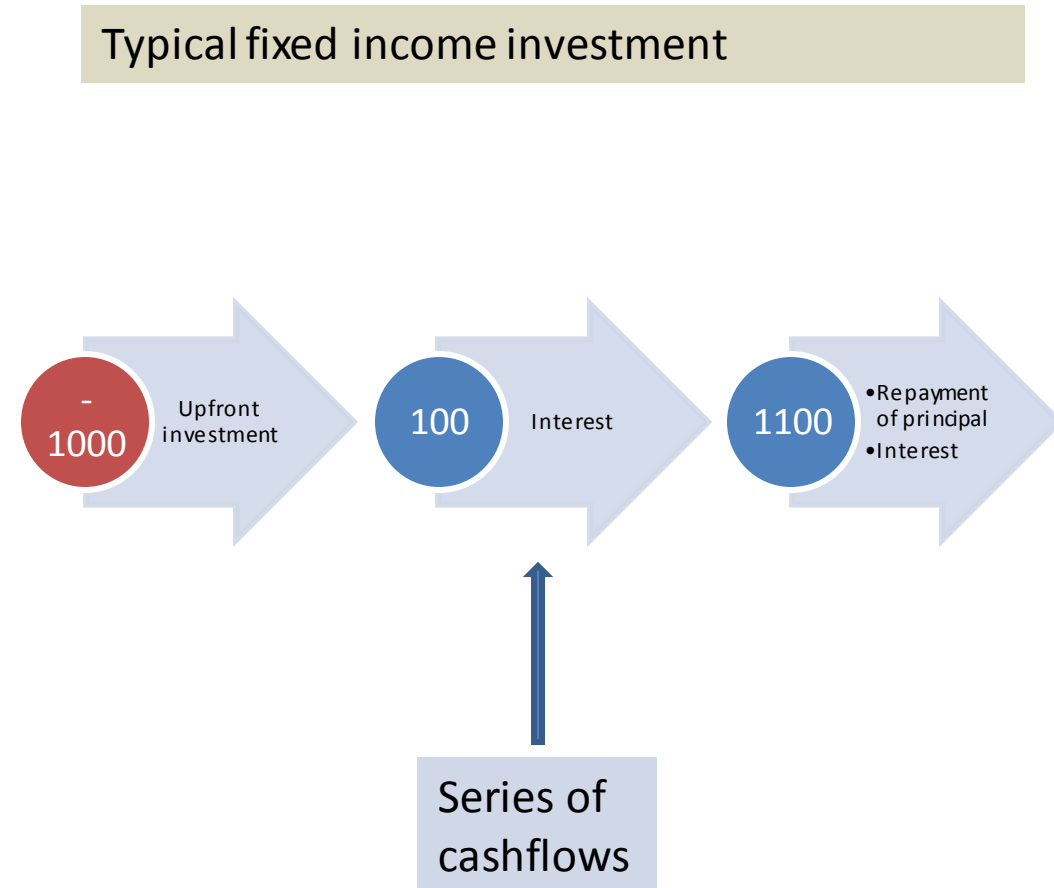 Typical fixed income investment
-
1000
Upfront
investment
100
Interest
1100
•Repayment
of principal
•Interest
Series of
cashflows